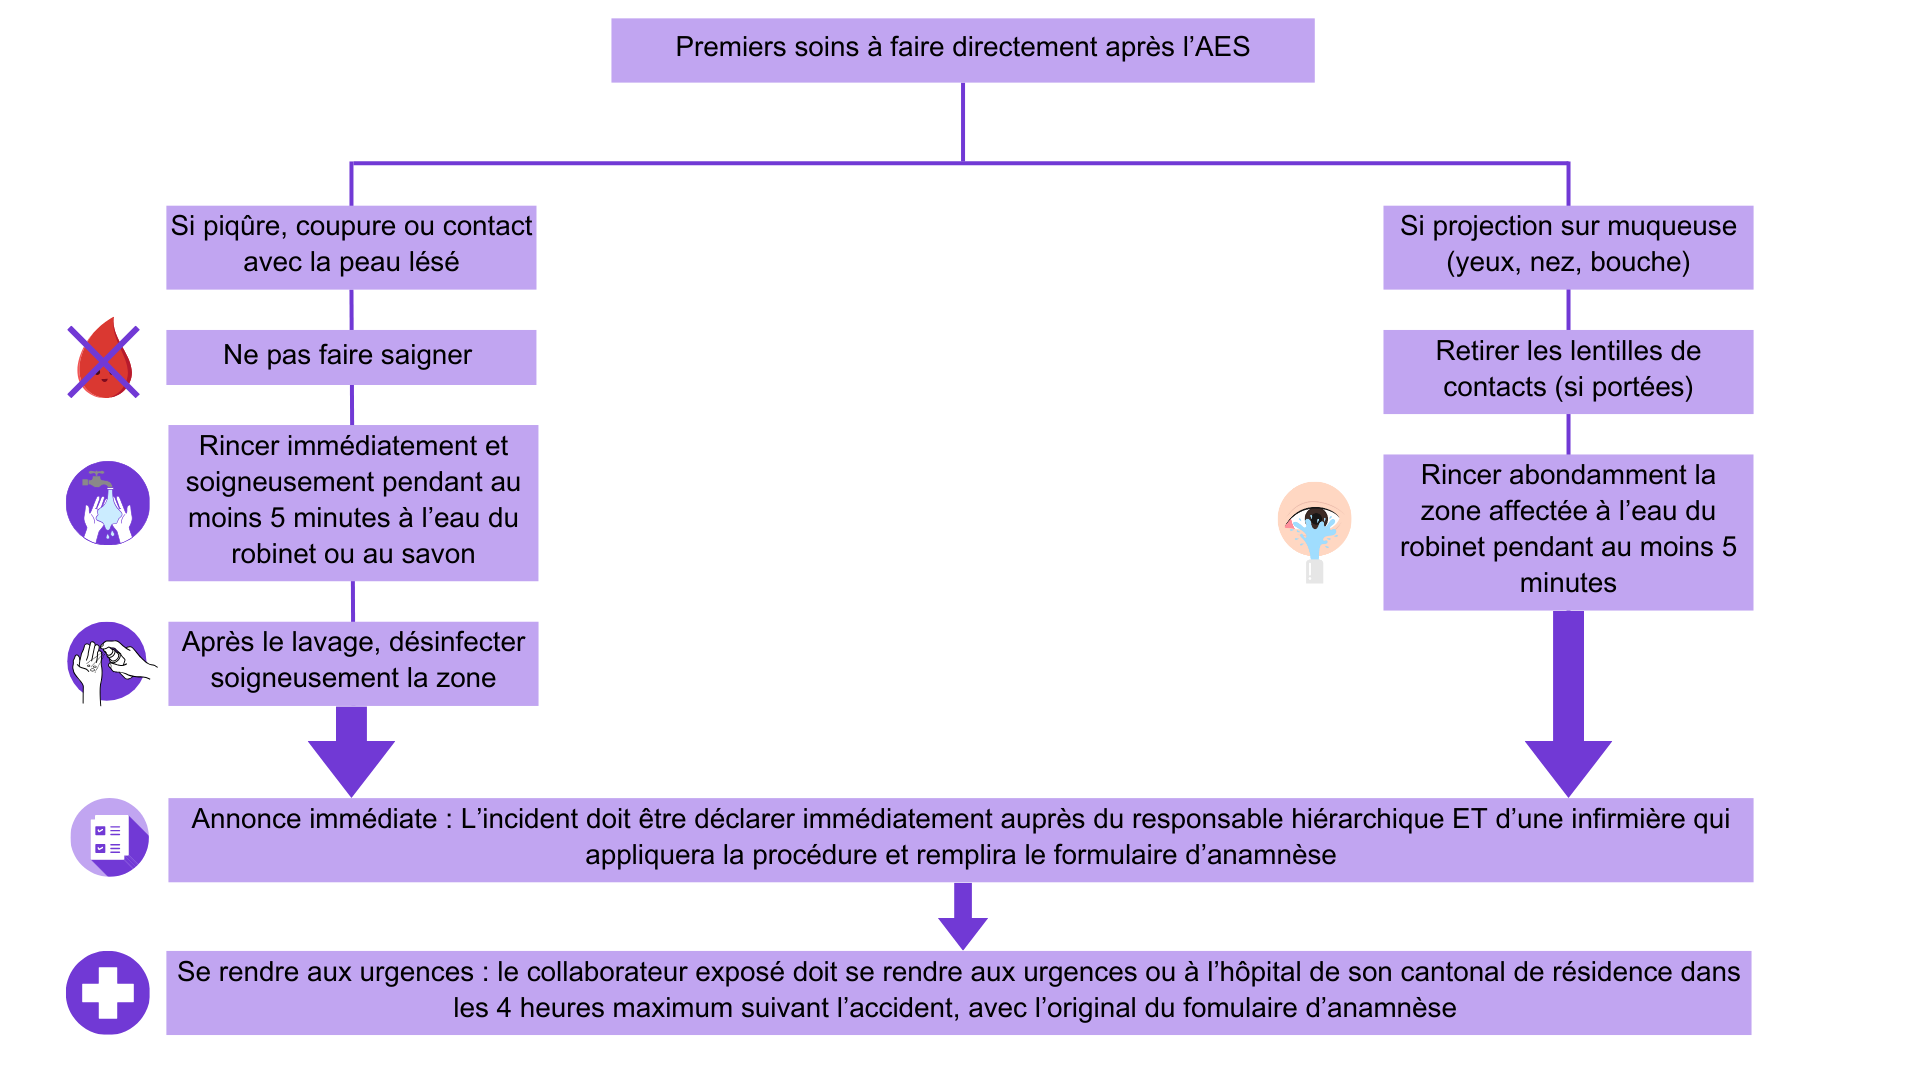 Premiers soins à faire directement après l’AES
Si piqûre, coupure ou contact
avec la peau lésé
Ne pas faire saigner
Rincer immédiatement et
soigneusement pendant au
moins 5 minutes à l’eau du
robinet ou au savon
Après le lavage, désinfecter
soigneusement la zone
Si projection sur muqueuse
(yeux, nez, bouche)
Retirer les lentilles de
contacts (si portées)
Rincer abondamment la
zone affectée à l’eau du
robinet pendant au moins 5
minutes
Annonce immédiate : L’incident doit être déclarer immédiatement auprès du responsable hiérarchique ET d’une infirmière qui
appliquera la procédure et remplira le formulaire d’anamnèse
Se rendre aux urgences : le collaborateur exposé doit se rendre aux urgences ou à l’hôpital de son cantonal de résidence dans
les 4 heures maximum suivant l’accident, avec l’original du fomulaire d’anamnèse